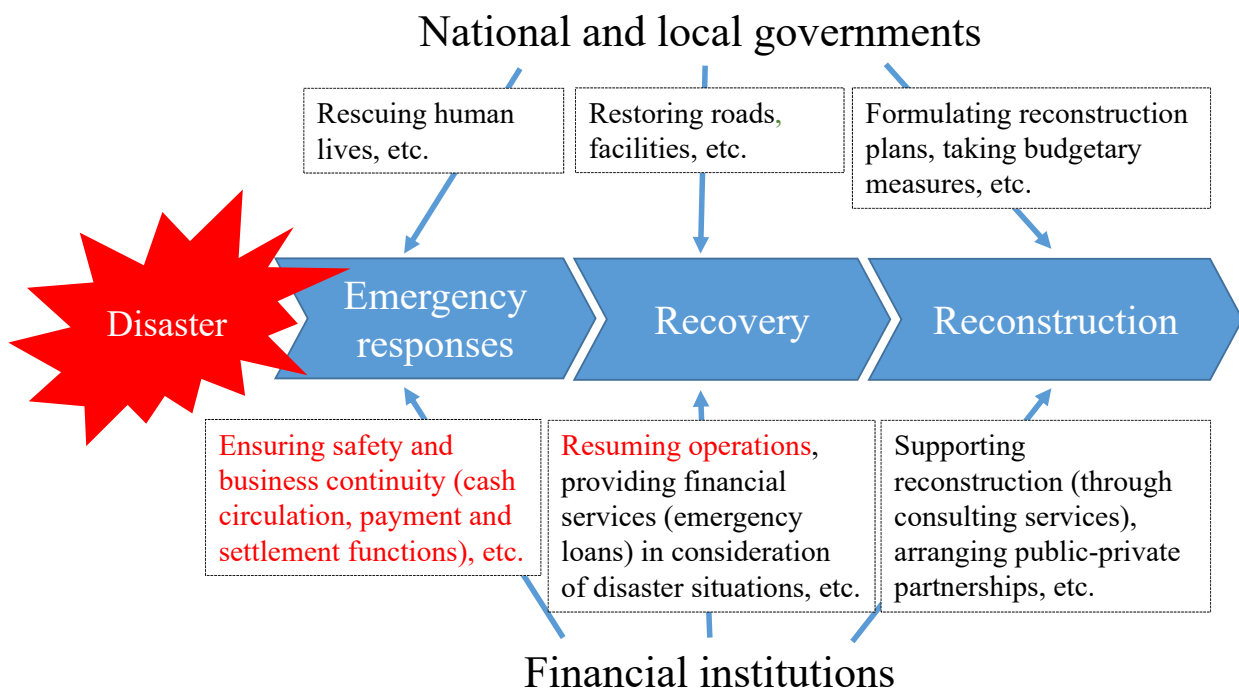 National and local governments
Rescuing human
lives, etc.
Restoring roads,
facilities, etc.
Formulating reconstruction
plans, taking budgetary
measures, etc.
Disaster
Emergency
responses
Recovery
Reconstruction
Ensuring safety and
business continuity (cash
circulation, payment and
settlement functions), etc.
Resuming operations,
providing financial
services (emergency
loans) in consideration
of disaster situations, etc.
Supporting
reconstruction (through
consulting services),
arranging public-private
partnerships, etc.
Financial institutions